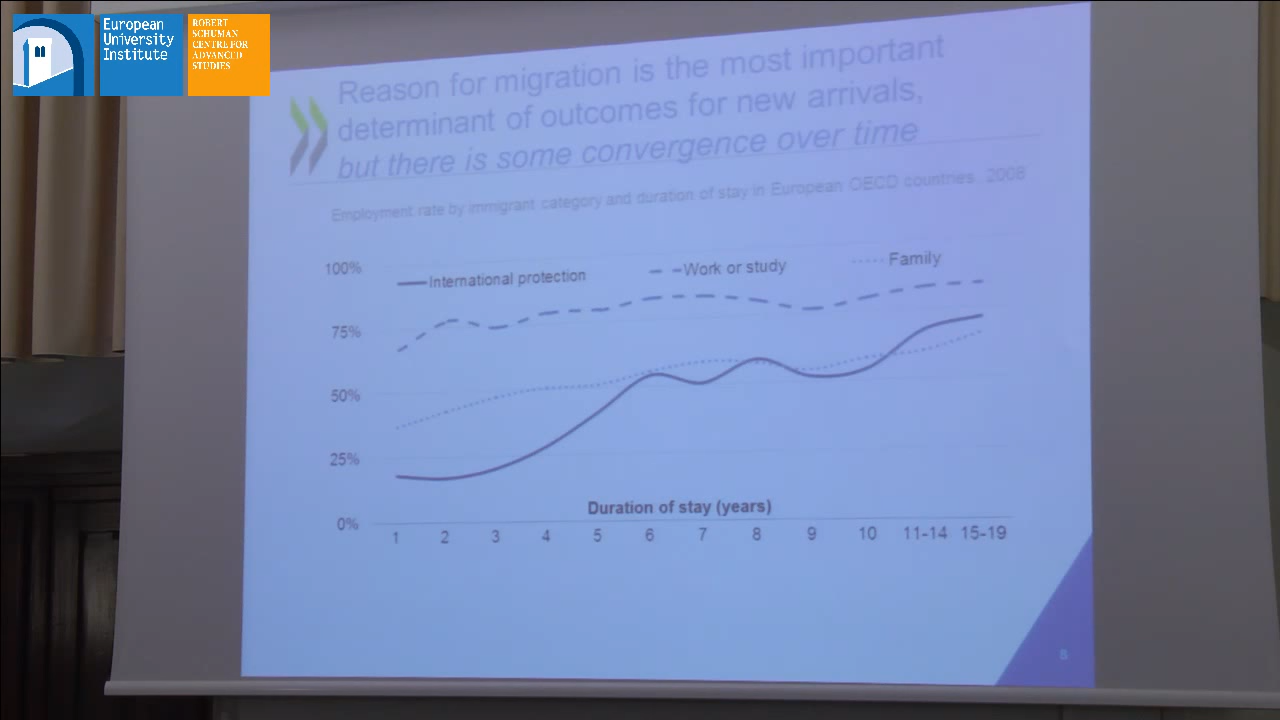 European
University
Institute
ROBERT
SCHUMAN
CENTRE FOR
ADVANCED
STUDIES
Reason for migration is the most important
determinant of outcomes for new arrivals,
but there is some convergence over time
Employment rate by immigrant category and duration of stay in European OECD countries, 2008
100%
International protection
Work or study
Family
75%
50%
25%
Duration of stay (years)
0%
1 2 3 4 5 6 7 8 9 10 11-14 15-19
8